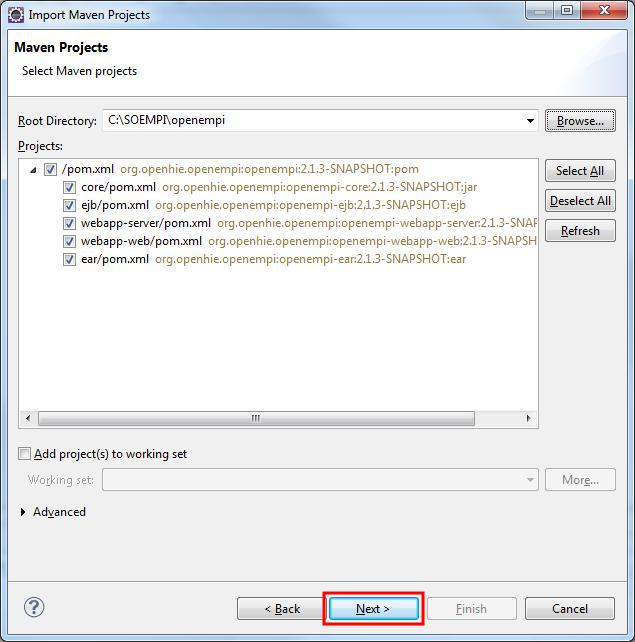 Import Maven Projects
Maven Projects
Select Maven projects
Root Directory: C:\SOEMPI\openempi Browse...
Projects:
/pom.xml org.openhie.openempi:openempi:2.1.3-SNAPSHOT:pom
core/pom.xml org.openhie.openempi:openempi-core:2.1.3-SNAPSHOT:jar
ejb/pom.xml org.openhie.openempi:openempi-ejb:2.1.3-SNAPSHOT:ejb
webapp-server/pom.xml org.openhie.openempi:openempi-webapp-server:2.1.3-SNAP
webapp-web/pom.xml org.openhie.openempi:openempi-webapp-web:2.1.3-SNAPSH
ear/pom.xml org.openhie.openempi:openempi-ear:2.1.3-SNAPSHOT:ear
Select All
Deselect All
Refresh
Add project(s) to working set
Working set: More...
Advanced
? < Back Next > Finish Cancel